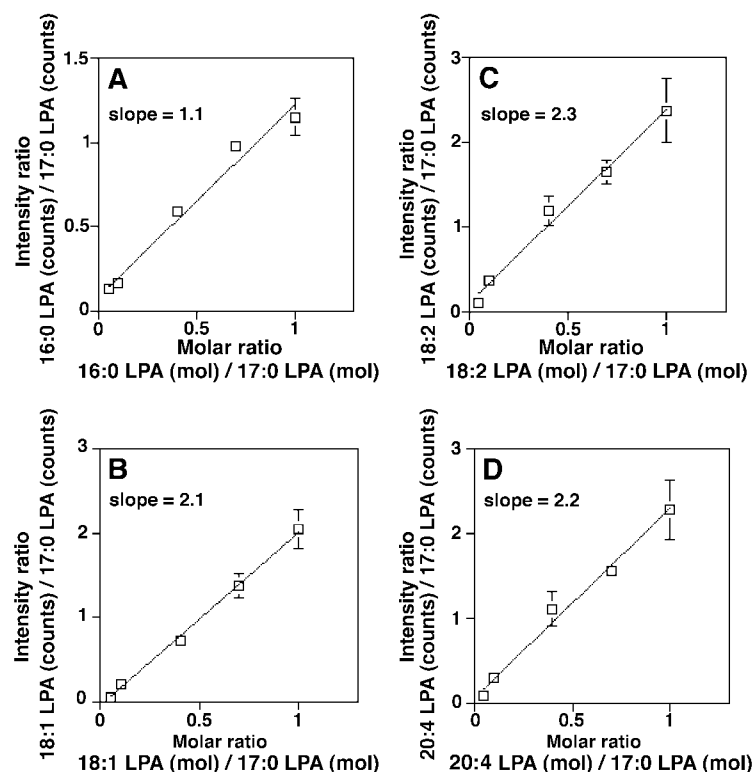 A
slope = 1.1
Intensity ratio
16:0 LPA (counts) / 17:0 LPA (counts)
1.5
1
0.5
0
0
0.5
1
Molar ratio
16:0 LPA (mol) / 17:0 LPA (mol)
C
slope = 2.3
Intensity ratio
18:2 LPA (counts) / 17:0 LPA (counts)
3
2
1
0
0
0.5
1
Molar ratio
18:2 LPA (mol) / 17:0 LPA (mol)
B
slope = 2.1
Intensity ratio
18:1 LPA (counts) / 17:0 LPA (counts)
3
2
1
0
0
0.5
1
Molar ratio
18:1 LPA (mol) / 17:0 LPA (mol)
D
slope = 2.2
Intensity ratio
20:4 LPA (counts) / 17:0 LPA (counts)
3
2
1
0
0
0.5
1
Molar ratio
20:4 LPA (mol) / 17:0 LPA (mol)